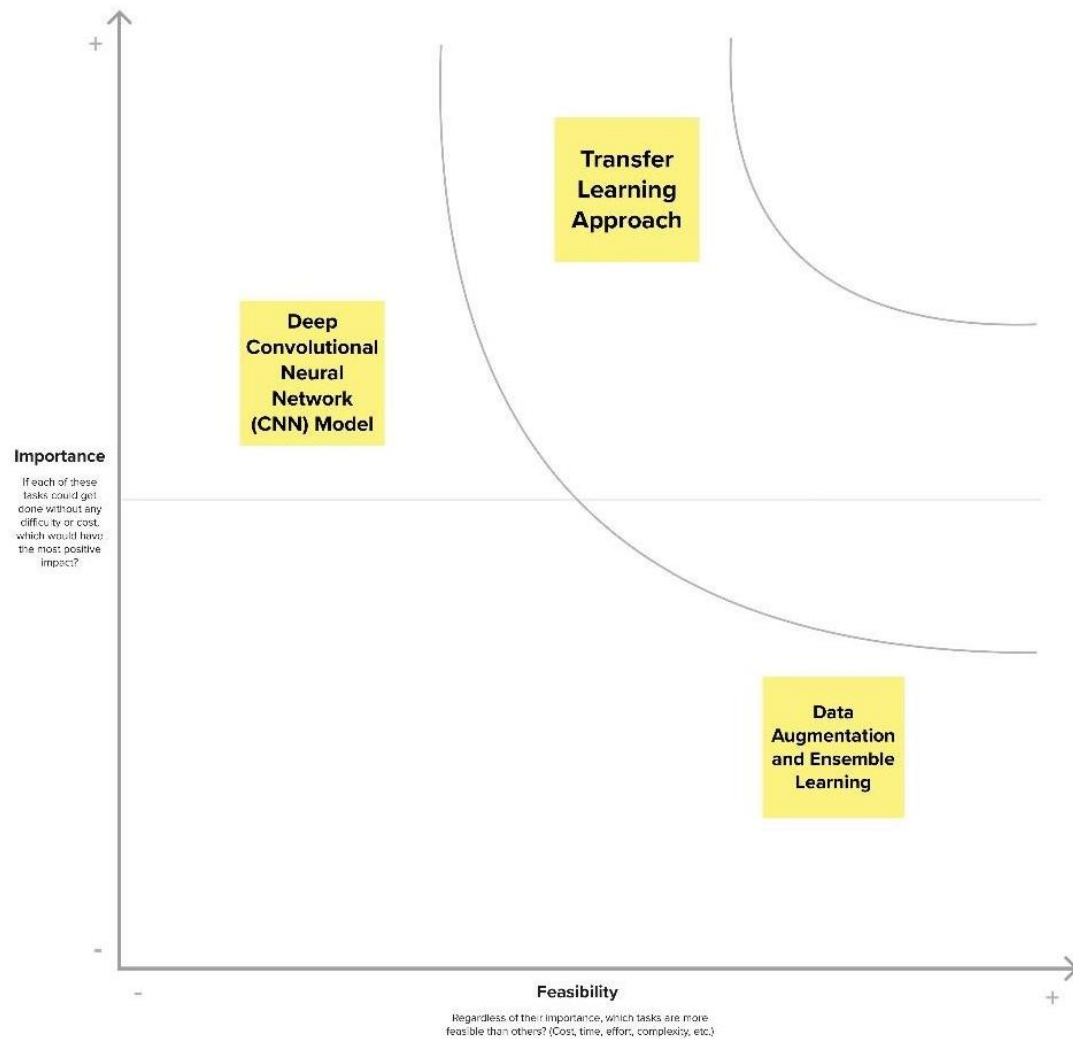 +
Transfer
Learning
Approach
Deep
Convolutional
Neural
Network
(CNN) Model
Importance
If each of these
tasks could get
done without any
difficulty or cost,
which would have
the most positive
impact?
Data
Augmentation
and Ensemble
Learning
-
-
+
Feasibility
Regardless of their importance, which tasks are more
feasible than others? (Cost, time, effort, complexity, etc.)